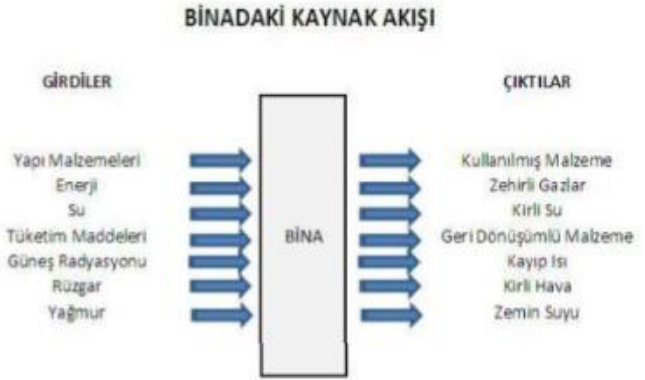 BİNADAKİ KAYNAK AKIŞI
GİRDİLER
ÇIKTILAR
Yapı Malzemeleri
Kullanılmış Malzeme
Enerji
Zehirli Gazlar
Su
Kirli Su
Tüketim Maddeleri
BİNA
Geri Dönüşümlü Malzeme
Güneş Radyasyonu
Kayıp Isı
Rüzgar
Kirli Hava
Yağmur
Zemin Suyu